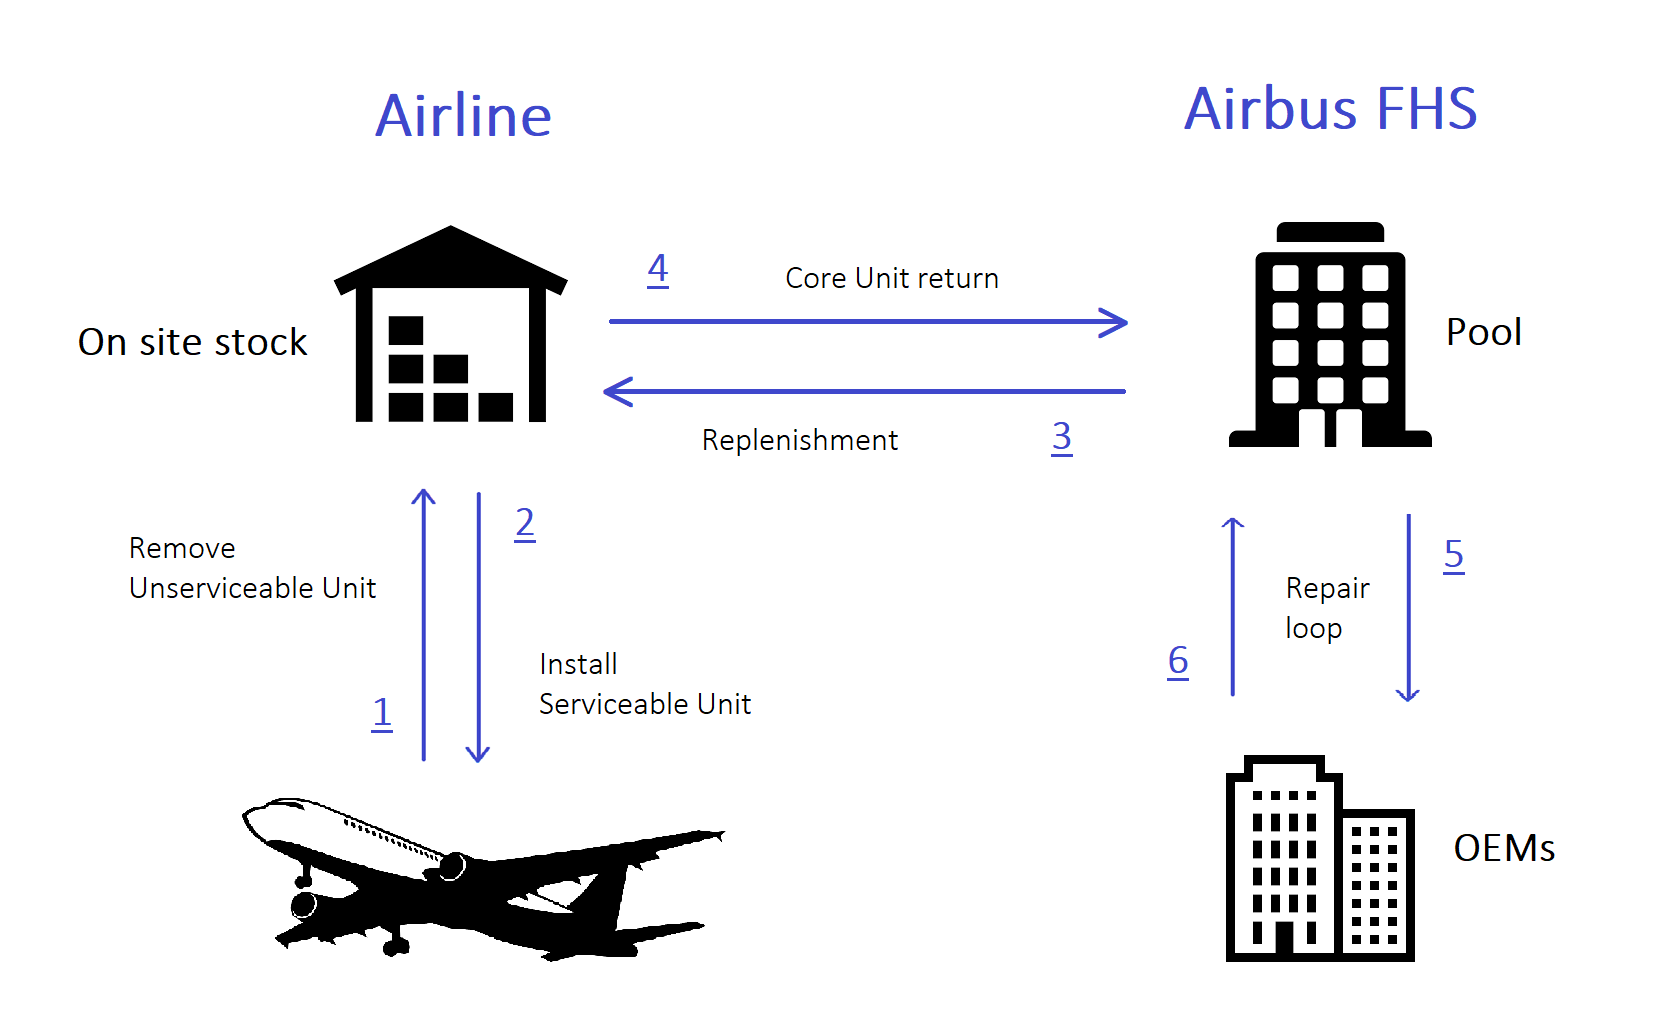 Airline
Airbus FHS
4
Core Unit return
On site stock
Pool
Replenishment
3
2
Remove
Unserviceable Unit
5
Repair
loop
6
Install
Serviceable Unit
1
OEMs